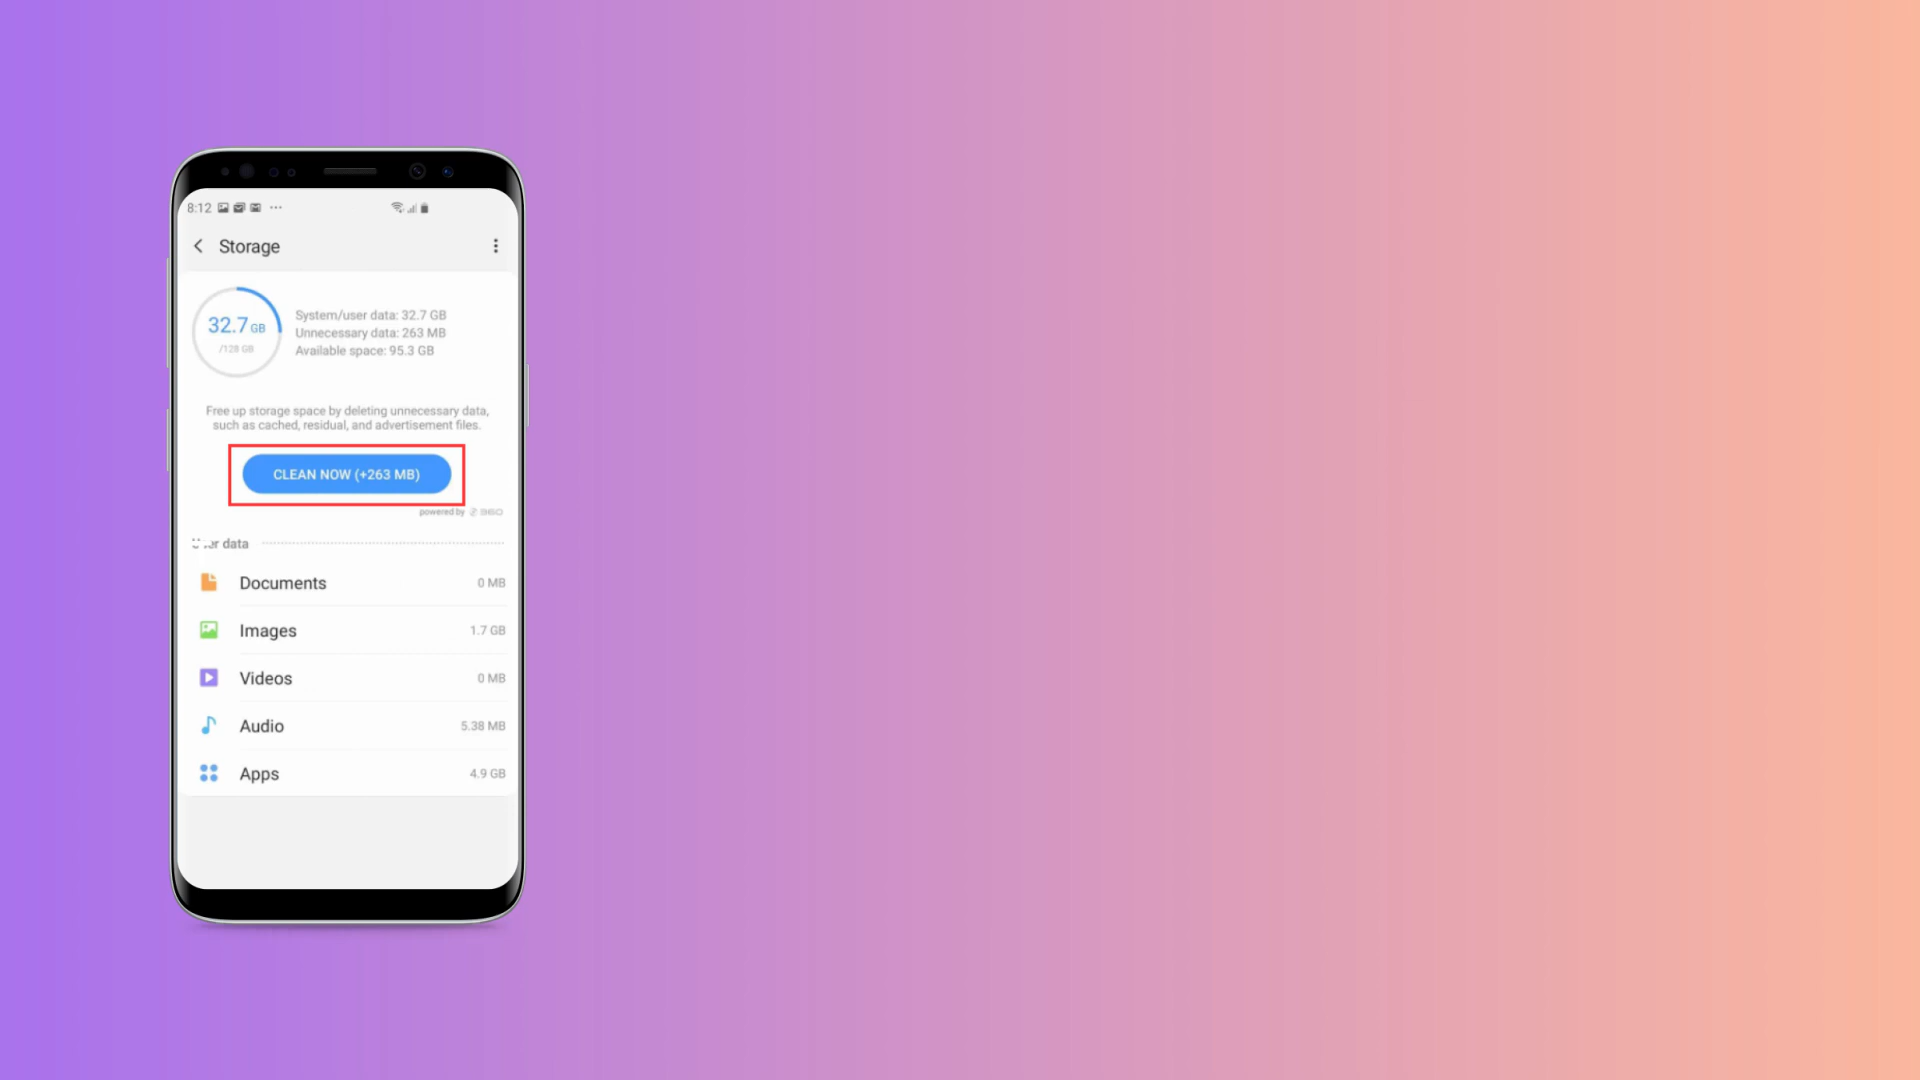 8:12
Storage
32.7 GB
/128 GB
System/user data: 32.7 GB
Unnecessary data: 263 MB
Available space: 95.3 GB
Free up storage space by deleting unnecessary data,
such as cached, residual, and advertisement files.
CLEAN NOW (+263 MB)
powered by 360
data
Documents 0 MB
Images 1.7 GB
Videos 0 MB
Audio 5.38 MB
Apps 4.9 GB